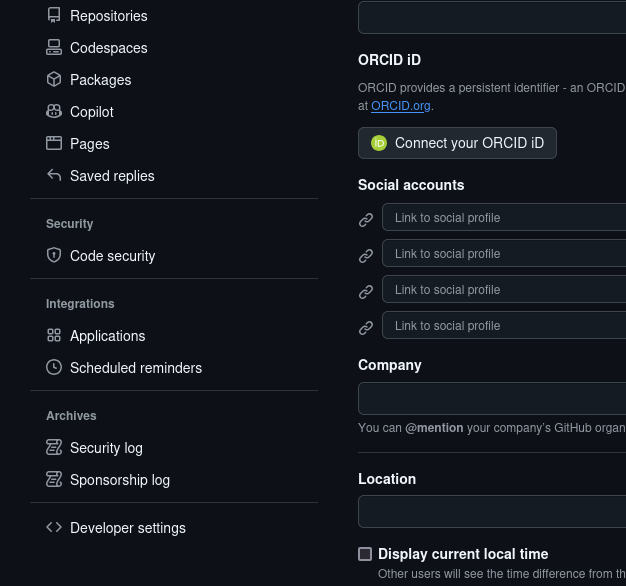 Repositories
Codespaces
Packages
Copilot
Pages
Saved replies
Security
Code security
Integrations
Applications
Scheduled reminders
Archives
Security log
Sponsorship log
Developer settings
ORCID iD
ORCID provides a persistent identifier - an ORCID
at ORCID.org.
iD Connect your ORCID iD
Social accounts
Link to social profile
Link to social profile
Link to social profile
Link to social profile
Company
You can @mention your company's GitHub organ
Location
Display current local time
Other users will see the time difference from th